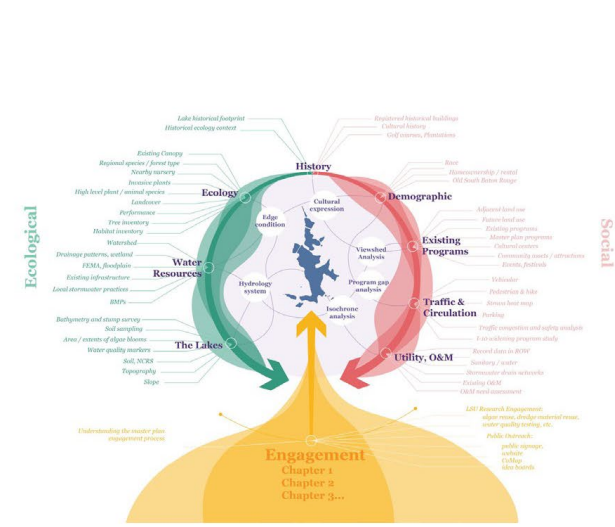 Lake historical footprint
Historical ecology context
Registered historical buildings
Cultural history
Golf courses, Plantations
History
Existing Canopy
Regional species / forest type
Nearby nursery
Invasive plants
High level plant / animal species
Landcover
Performance
Tree inventory
Habitat inventory
Ecology
Race
Homeownership / rental
Old South Baton Rouge
Demographic
Cultural
expression
Edge
condition
Adjacent land use
Future land use
Existing programs
Master plan programs
Cultural centers
Community assets / attractions
Events, festivals
Existing
Programs
Ecological
Social
Watershed
Drainage patterns, wetland
FEMA, floodplain
Existing infrastructure
Local stormwater practices
BMPs
Water
Resources
Viewshed
Analysis
Hydrology
system
Program gap
analysis
Isochrone
analysis
Vehicular
Pedestrian & bike
Strava heat map
Parking
Traffic congestion and safety analysis
I-10 widening program study
Traffic &
Circulation
Bathymetry and stump survey
Soil sampling
Area / extents of algae blooms
Water quality markers
Soil, NCRS
Topography
Slope
The Lakes
Record data in ROW
Sanitary / water
Stormwater drain networks
Existing O&M
O&M need assessment
Utility, O&M
Understanding the master plan
engagement process
LSU Research Engagement:
algae reuse, dredge material reuse,
water quality testing, etc.
Public Outreach:
public signage,
website
CoMap
idea boards
Engagement
Chapter 1
Chapter 2
Chapter 3...